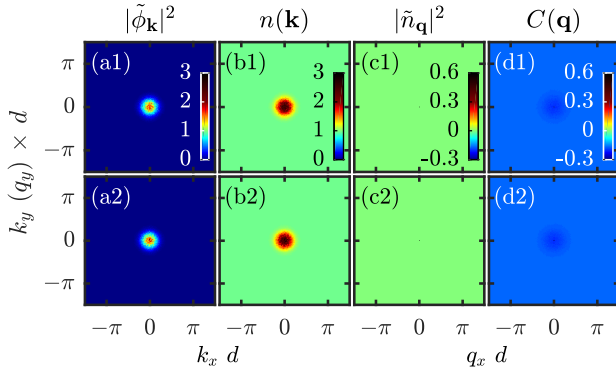 |ϕ̃ₖ|² n(k) |ñ_q|² C(q)
π (a1) 3 (b1) 3 (c1) 0.6 (d1) 0.6
2 2 0.3 0.3
0 1 1 0 0
−π 0 0 -0.3 -0.3
k_y (q_y) × d
π (a2) (b2) (c2) (d2)
0
−π
−π 0 π −π 0 π −π 0 π −π 0 π
k_x d q_x d